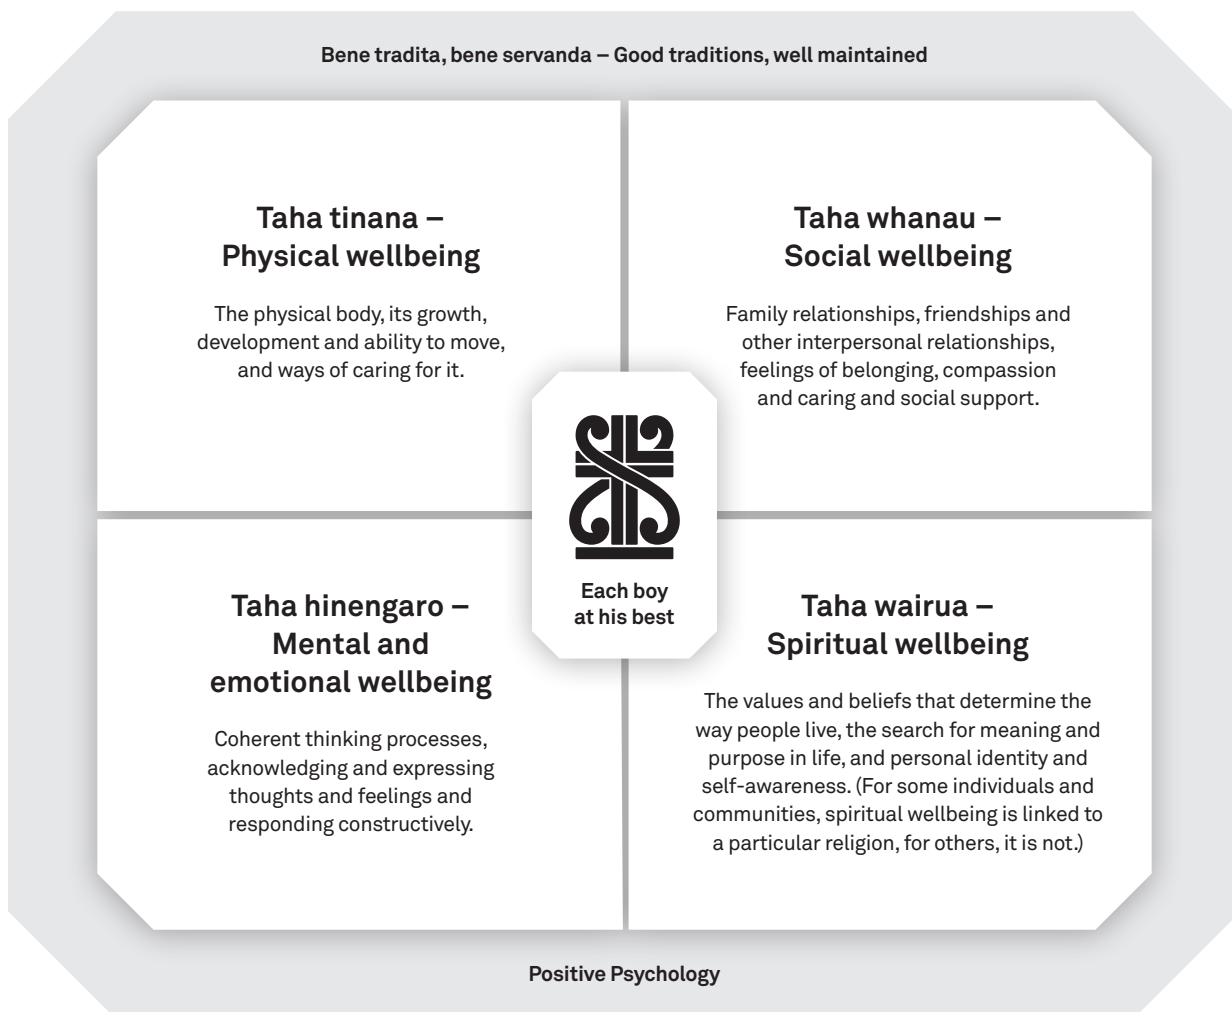 Bene tradita, bene servanda – Good traditions, well maintained
Taha tinana –
Physical wellbeing
The physical body, its growth,
development and ability to move,
and ways of caring for it.
Taha whanau –
Social wellbeing
Family relationships, friendships and
other interpersonal relationships,
feelings of belonging, compassion
and caring and social support.
Each boy
at his best
Taha hinengaro –
Mental and
emotional wellbeing
Coherent thinking processes,
acknowledging and expressing
thoughts and feelings and
responding constructively.
Taha wairua –
Spiritual wellbeing
The values and beliefs that determine the
way people live, the search for meaning and
purpose in life, and personal identity and
self-awareness. (For some individuals and
communities, spiritual wellbeing is linked to
a particular religion, for others, it is not.)
Positive Psychology